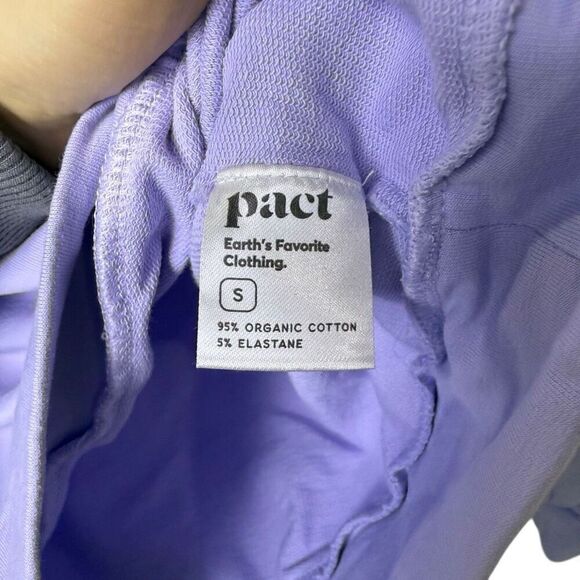 pact
Earth's Favorite
Clothing.
S
95% ORGANIC COTTON
5% ELASTANE